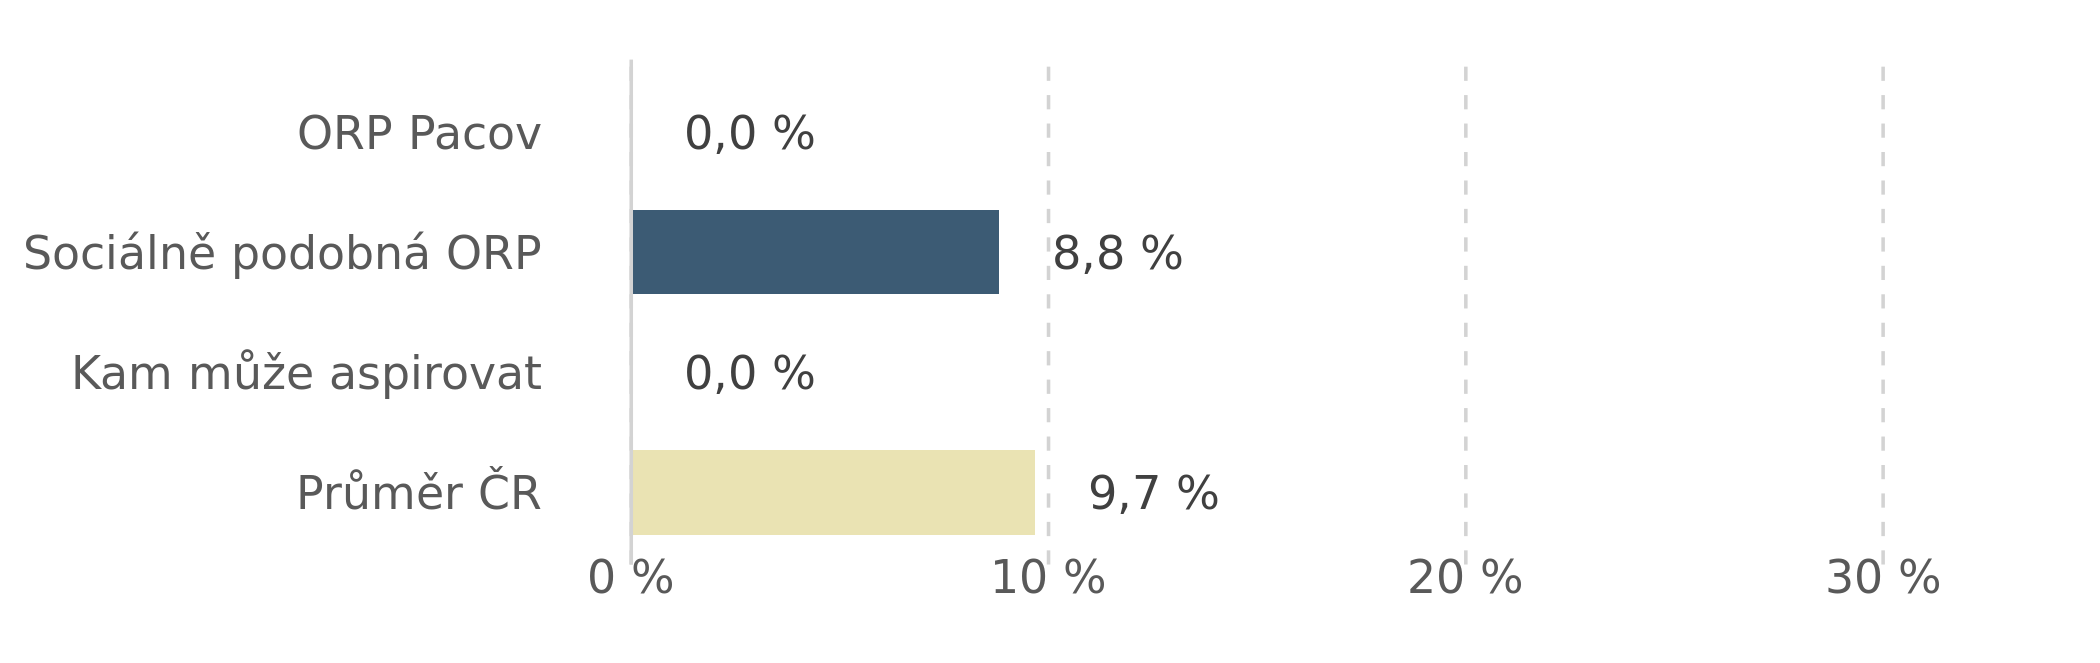 ORP Pacov 0,0 %
Sociálně podobná ORP 8,8 %
Kam může aspirovat 0,0 %
Průměr ČR 9,7 %
0 % 10 % 20 % 30 %